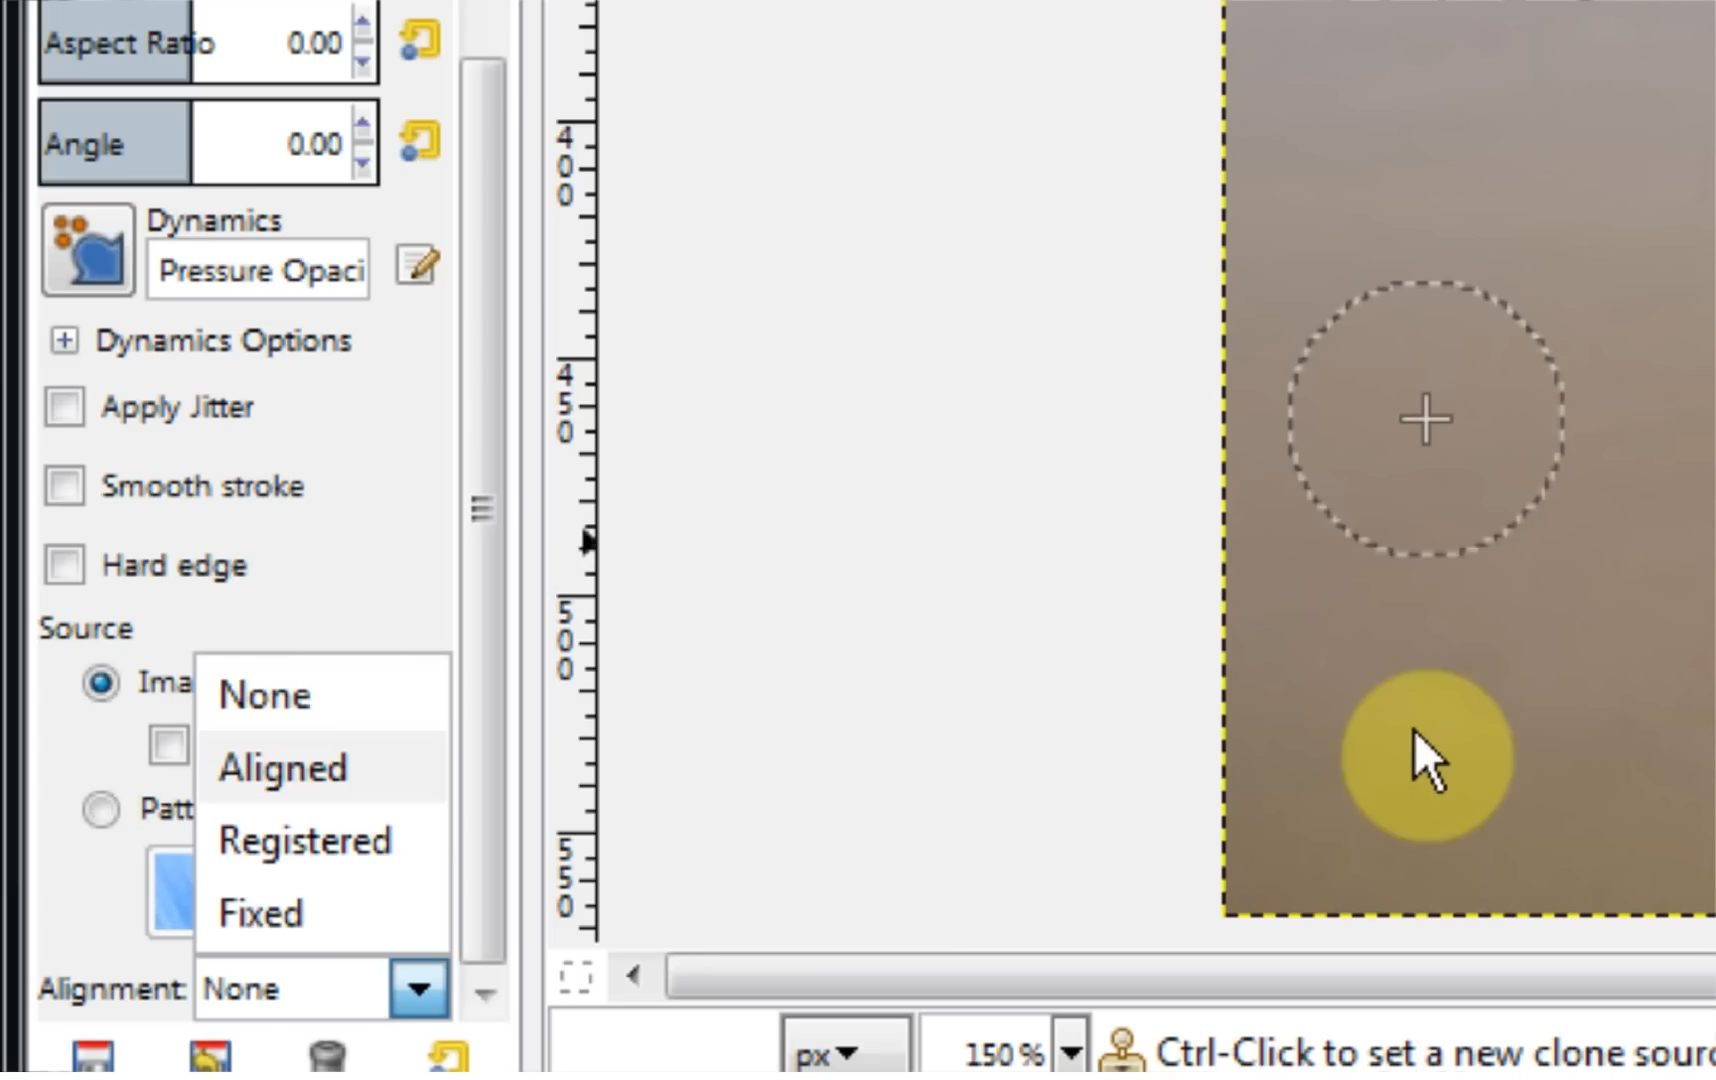 Aspect Ratio 0.00
Angle 0.00
Dynamics
Pressure Opaci
Dynamics Options
Apply Jitter
Smooth stroke
Hard edge
Source
Ima
Patt
None
Aligned
Registered
Fixed
Alignment: None
400
450
500
550
px 150 % Ctrl-Click to set a new clone sourc